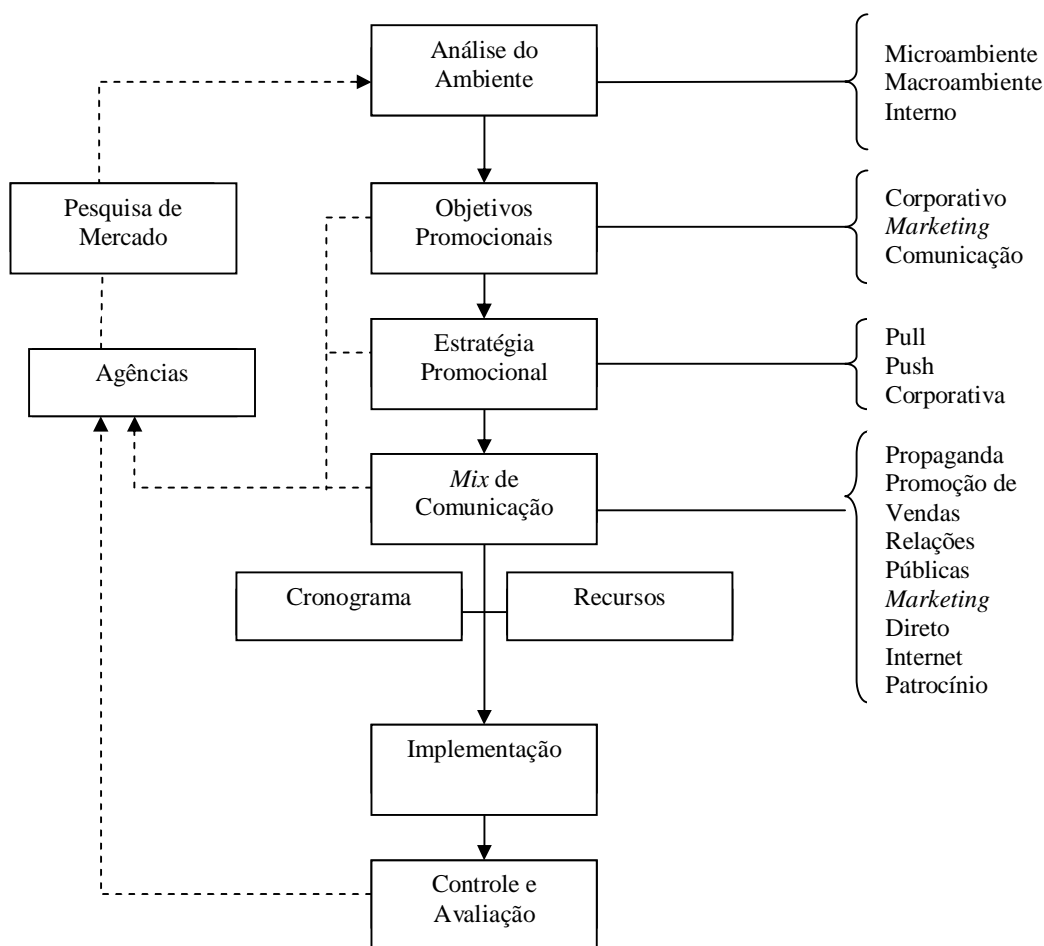 Análise do
Ambiente
Microambiente
Macroambiente
Interno
Pesquisa de
Mercado
Objetivos
Promocionais
Corporativo
Marketing
Comunicação
Agências
Estratégia
Promocional
Pull
Push
Corporativa
Mix de
Comunicação
Propaganda
Promoção de
Vendas
Relações
Públicas
Marketing
Direto
Internet
Patrocínio
Cronograma
Recursos
Implementação
Controle e
Avaliação